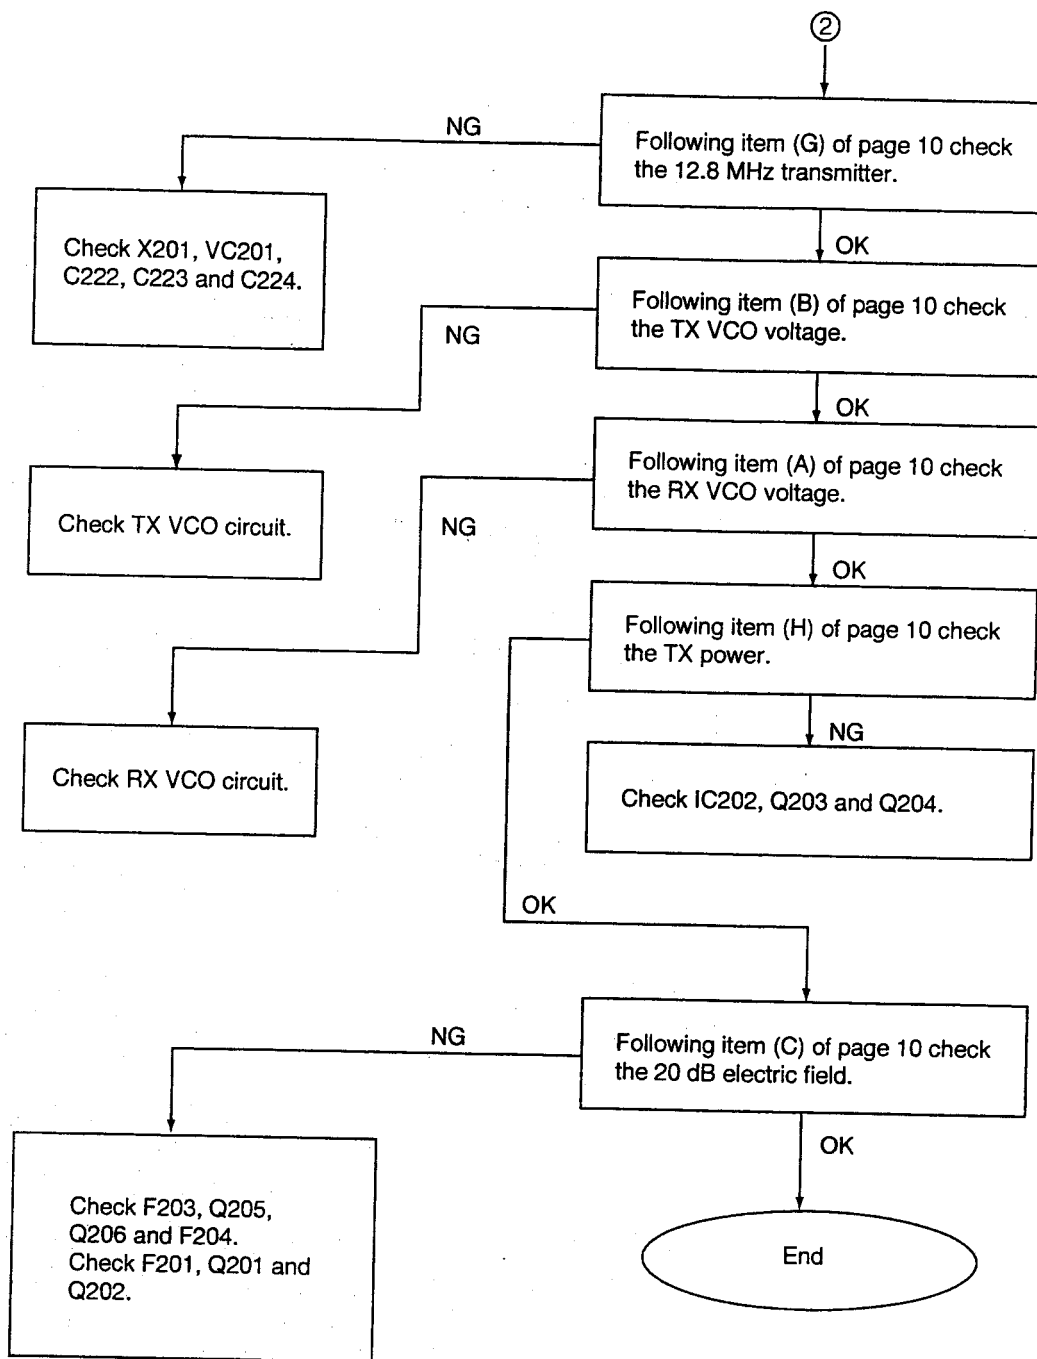 ②
NG
Following item (G) of page 10 check
the 12.8 MHz transmitter.
Check X201, VC201,
C222, C223 and C224.
OK
NG
Following item (B) of page 10 check
the TX VCO voltage.
OK
Check TX VCO circuit.
NG
Following item (A) of page 10 check
the RX VCO voltage.
OK
Check RX VCO circuit.
Following item (H) of page 10 check
the TX power.
NG
Check IC202, Q203 and Q204.
OK
NG
Following item (C) of page 10 check
the 20 dB electric field.
OK
Check F203, Q205,
Q206 and F204.
Check F201, Q201 and
Q202.
End